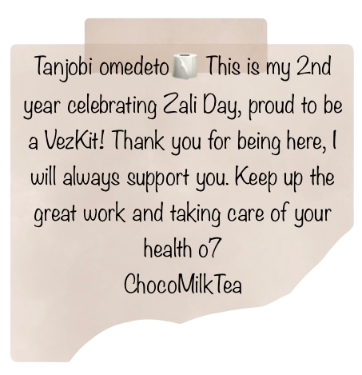 Tanjobi omedeto🧻 This is my 2nd
year celebrating Zali Day, proud to be
a VezKit! Thank you for being here, I
will always support you. Keep up the
great work and taking care of your
health o7
ChocoMilkTea